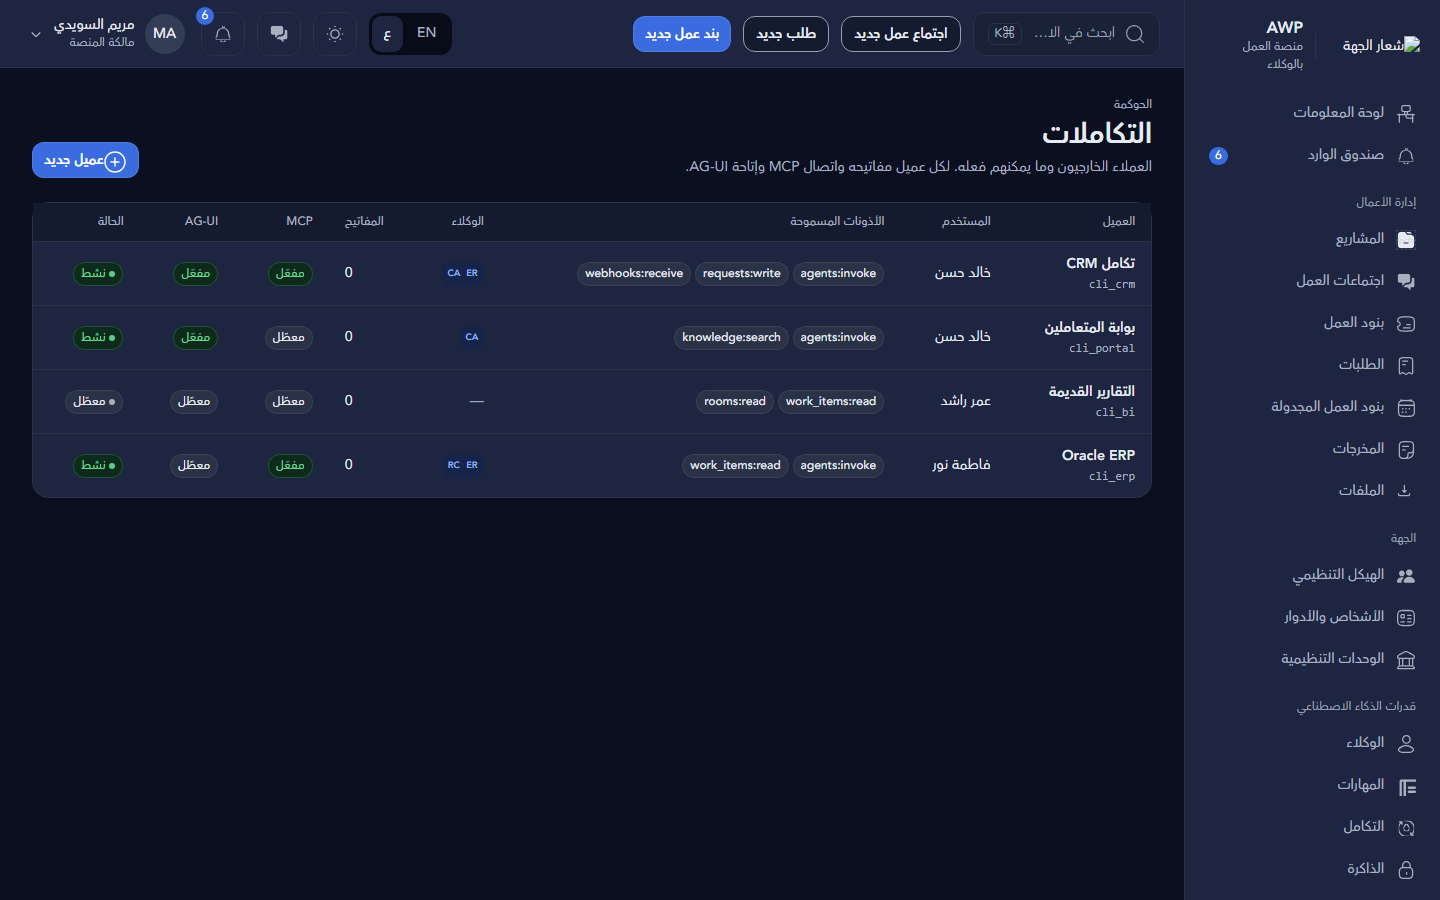 شعار الجهة
AWP
منصة العمل
بالوكلاء
لوحة المعلومات
صندوق الوارد
6
إدارة الأعمال
المشاريع
اجتماعات العمل
بنود العمل
الطلبات
بنود العمل المجدولة
المخرجات
الملفات
الجهة
الهيكل التنظيمي
الأشخاص والأدوار
الوحدات التنظيمية
قدرات الذكاء الاصطناعي
الوكلاء
المهارات
التكامل
الذاكرة
ابحث في الا...
⌘K
اجتماع عمل جديد
طلب جديد
بند عمل جديد
EN
ع
6
MA
مريم السويدي
مالكة المنصة
الحوكمة
التكاملات
العملاء الخارجيون وما يمكنهم فعله. لكل عميل مفاتيحه واتصال MCP وإتاحة AG-UI.
عميل جديد
العميل المستخدم الأذونات المسموحة الوكلاء المفاتيح MCP AG-UI الحالة
تكامل CRM
cli_crm
خالد حسن agents:invoke requests:write webhooks:receive ER CA 0 مفعّل مفعّل نشط
بوابة المتعاملين
cli_portal
خالد حسن agents:invoke knowledge:search CA 0 معطّل مفعّل نشط
التقارير القديمة
cli_bi
عمر راشد work_items:read rooms:read — 0 معطّل معطّل معطّل
Oracle ERP
cli_erp
فاطمة نور agents:invoke work_items:read ER RC 0 مفعّل معطّل نشط